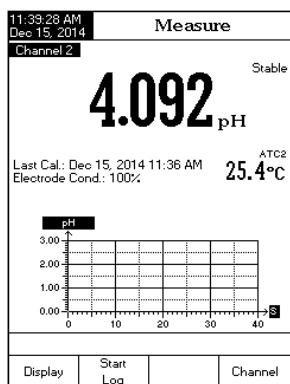 11:39:28 AM
Dec 15, 2014
Measure
Channel 2
Stable
4.092 pH
Last Cal.: Dec 15, 2014 11:36 AM
Electrode Cond.: 100%
ATC2
25.4°C
pH
3.00
2.00
1.00
0.00
0 10 20 30 40 S
Display
Start
Log
Channel